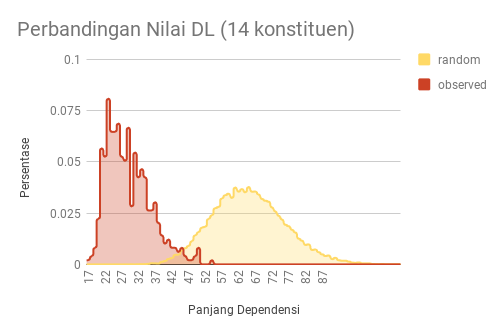 Perbandingan Nilai DL (14 konstituen)
random
observed
0.1
0.075
0.05
0.025
0
Persentase
17 22 27 32 37 42 47 52 57 62 67 72 77 82 87
Panjang Dependensi